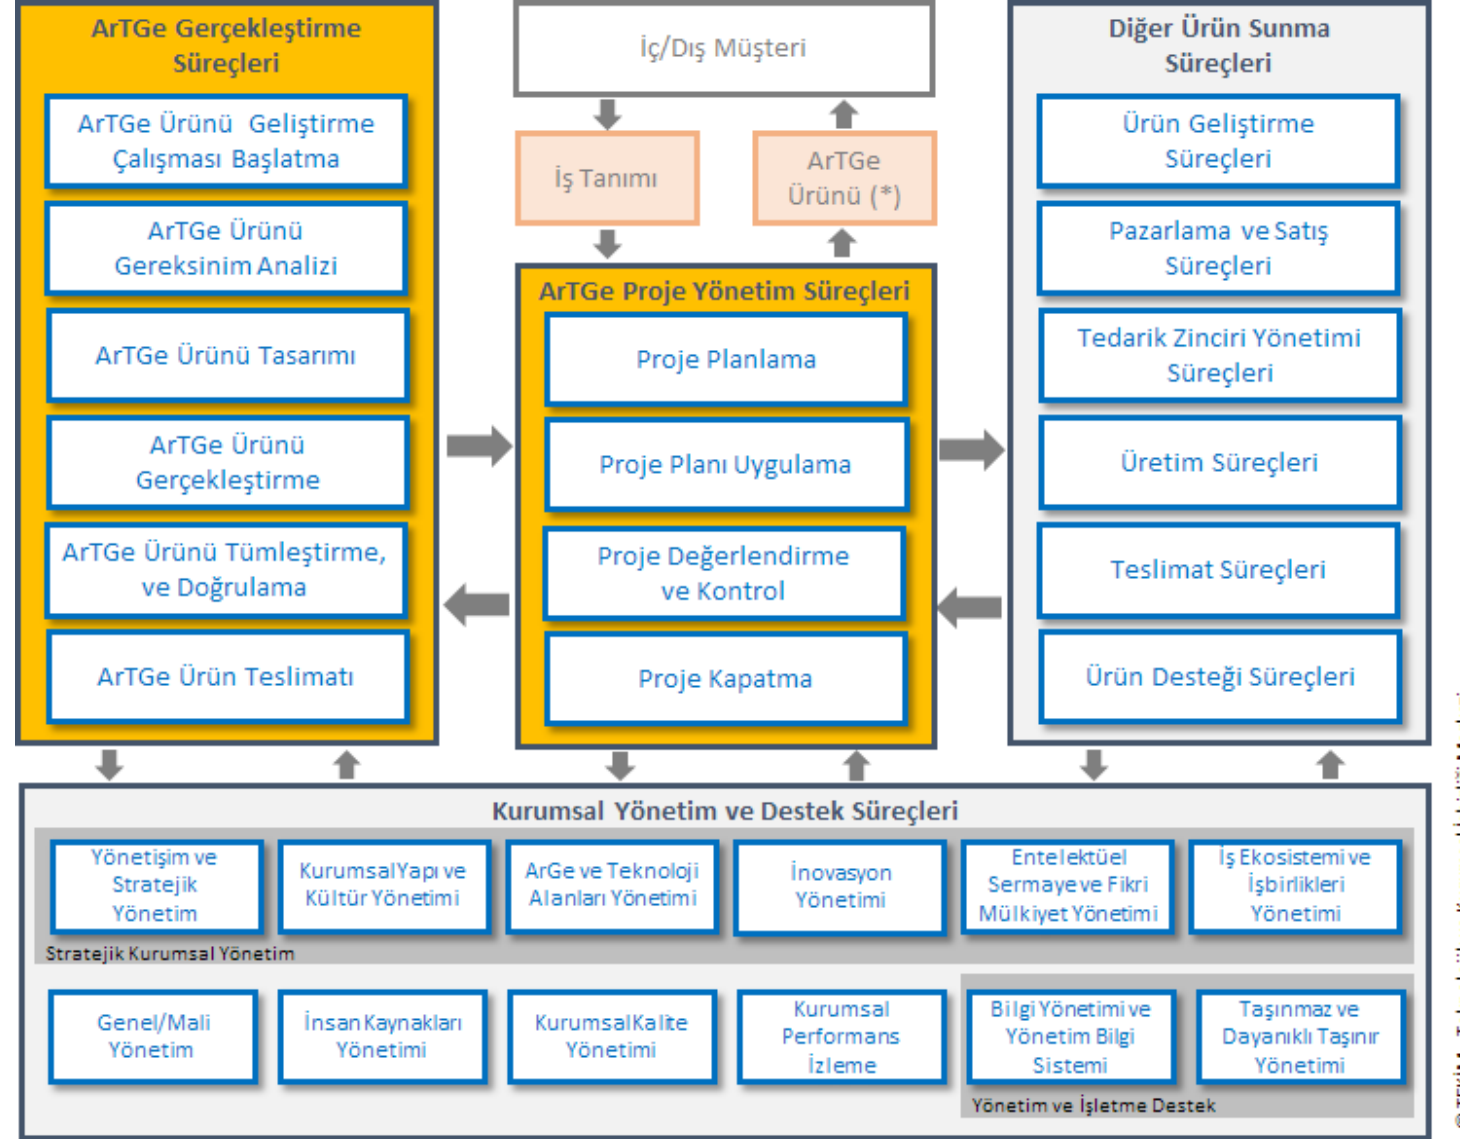 ArTGe Gerçekleştirme
Süreçleri
ArTGe Ürünü Geliştirme
Çalışması Başlatma
ArTGe Ürünü
Gereksinim Analizi
ArTGe Ürünü Tasarımı
ArTGe Ürünü
Gerçekleştirme
ArTGe Ürünü Tümleştirme,
ve Doğrulama
ArTGe Ürün Teslimatı
İç/Dış Müşteri
İş Tanımı
ArTGe
Ürünü (*)
ArTGe Proje Yönetim Süreçleri
Proje Planlama
Proje Planı Uygulama
Proje Değerlendirme
ve Kontrol
Proje Kapatma
Diğer Ürün Sunma
Süreçleri
Ürün Geliştirme
Süreçleri
Pazarlama ve Satış
Süreçleri
Tedarik Zinciri Yönetimi
Süreçleri
Üretim Süreçleri
Teslimat Süreçleri
Ürün Desteği Süreçleri
Kurumsal Yönetim ve Destek Süreçleri
Yönetişim ve
Stratejik
Yönetim
Kurumsal Yapı ve
Kültür Yönetimi
ArGe ve Teknoloji
Alanları Yönetimi
İnovasyon
Yönetimi
Entelektüel
Sermaye ve Fikri
Mülkiyet Yönetimi
İş Ekosistemi ve
İşbirlikleri
Yönetimi
Stratejik Kurumsal Yönetim
Genel/Mali
Yönetim
İnsan Kaynakları
Yönetimi
Kurumsal Kalite
Yönetimi
Kurumsal
Performans
İzleme
Bilgi Yönetimi ve
Yönetim Bilgi
Sistemi
Taşınmaz ve
Dayanıklı Taşınır
Yönetimi
Yönetim ve İşletme Destek